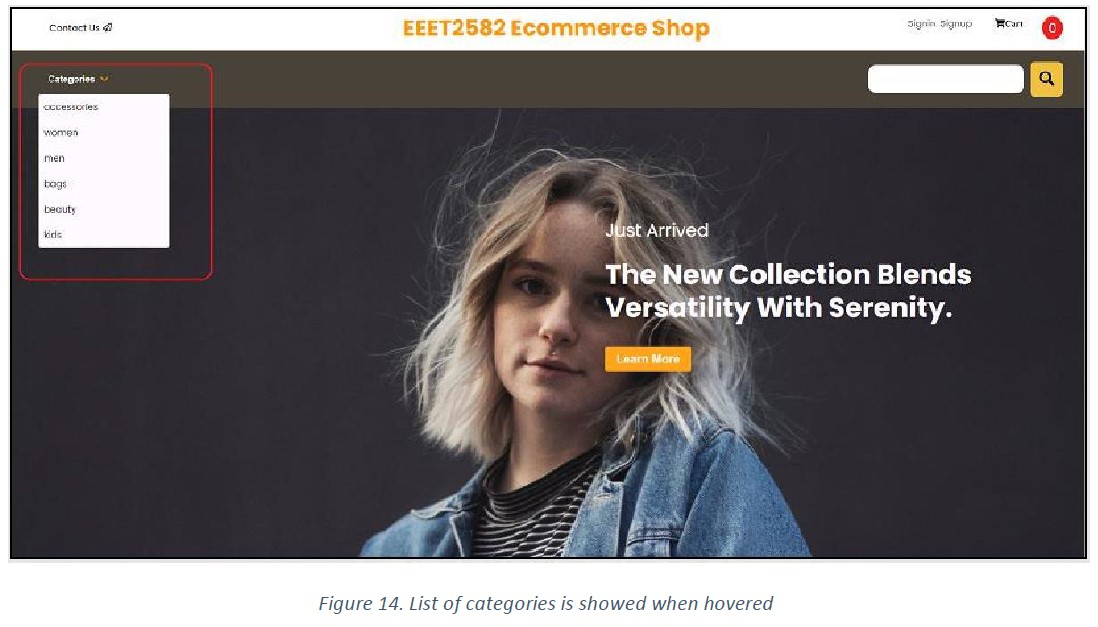 Contact Us
EEET2582 Ecommerce Shop
Signin Signup
Cart
0
Categories
accessories
women
men
bags
beauty
kids
Just Arrived
The New Collection Blends
Versatility With Serenity.
Learn More
Figure 14. List of categories is showed when hovered